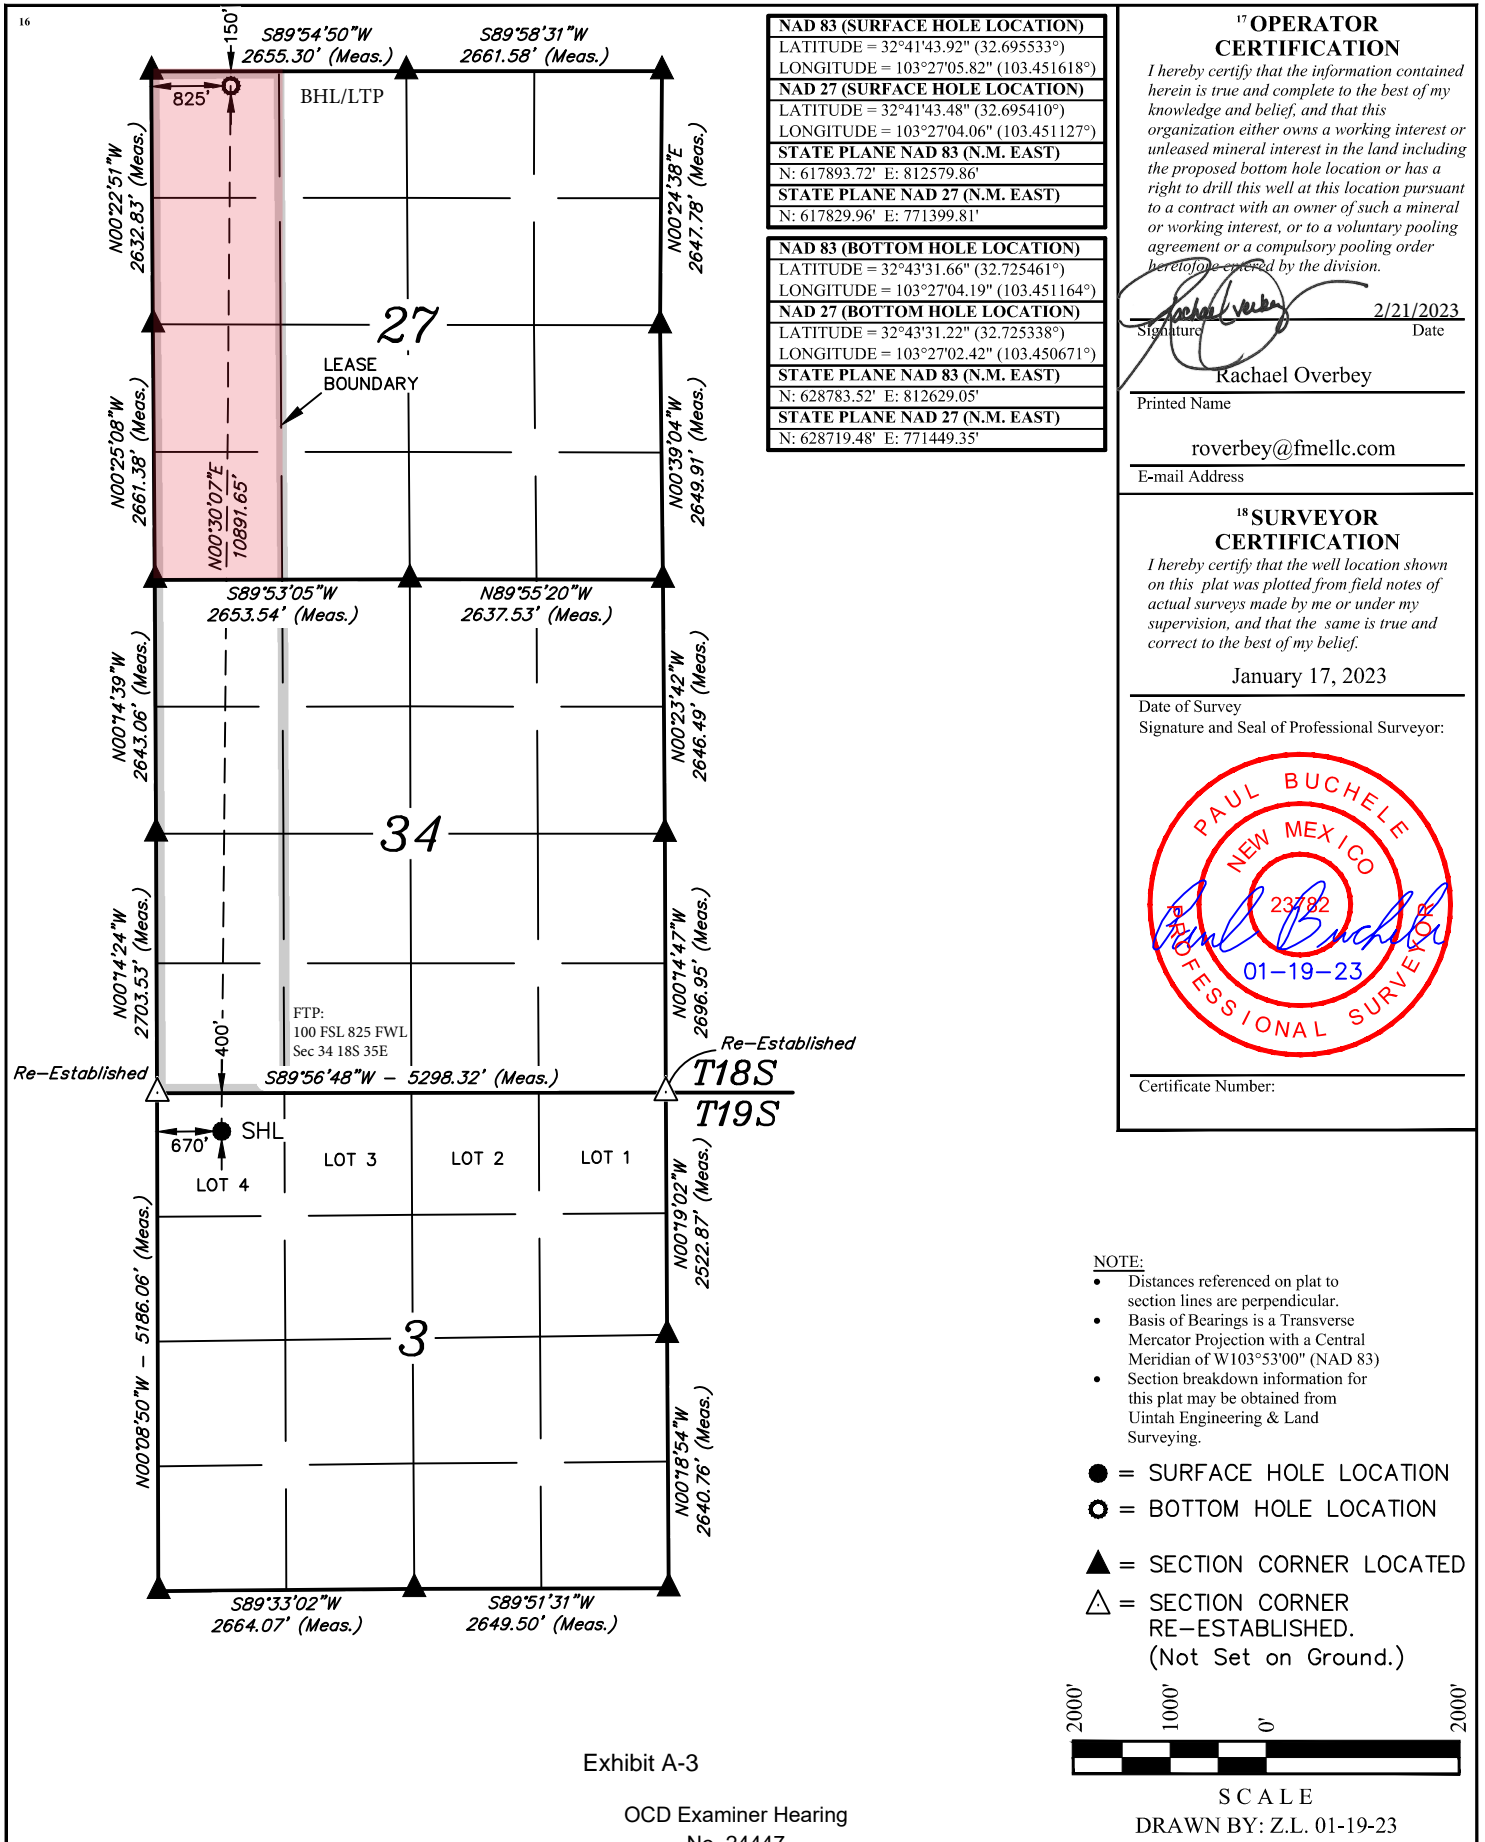 16
150'
S89°54'50"W
2655.30' (Meas.)
S89°58'31"W
2661.58' (Meas.)
825'
BHL/LTP
N00°22'51"W
2632.83' (Meas.)
N00°24'38"E
2647.78' (Meas.)
27
LEASE
BOUNDARY
N00°25'08"W
2661.38' (Meas.)
N00°30'07"E
10891.65'
N00°39'04"W
2649.91' (Meas.)
S89°53'05"W
2653.54' (Meas.)
N89°55'20"W
2637.53' (Meas.)
N00°14'39"W
2643.06' (Meas.)
N00°23'42"W
2646.49' (Meas.)
34
N00°14'24"W
2703.53' (Meas.)
N00°14'47"W
2696.95' (Meas.)
FTP:
100 FSL 825 FWL
Sec 34 18S 35E
400'
Re-Established
Re-Established
S89°56'48"W - 5298.32' (Meas.)
T18S
T19S
670'
SHL
LOT 4
LOT 3
LOT 2
LOT 1
N00°19'02"W
2522.87' (Meas.)
N00°08'50"W - 5186.06' (Meas.)
3
N00°18'54"W
2640.76' (Meas.)
S89°33'02"W
2664.07' (Meas.)
S89°51'31"W
2649.50' (Meas.)
NAD 83 (SURFACE HOLE LOCATION)
LATITUDE = 32°41'43.92" (32.695533°)
LONGITUDE = 103°27'05.82" (103.451618°)
NAD 27 (SURFACE HOLE LOCATION)
LATITUDE = 32°41'43.48" (32.695410°)
LONGITUDE = 103°27'04.06" (103.451127°)
STATE PLANE NAD 83 (N.M. EAST)
N: 617893.72' E: 812579.86'
STATE PLANE NAD 27 (N.M. EAST)
N: 617829.96' E: 771399.81'
NAD 83 (BOTTOM HOLE LOCATION)
LATITUDE = 32°43'31.66" (32.725461°)
LONGITUDE = 103°27'04.19" (103.451164°)
NAD 27 (BOTTOM HOLE LOCATION)
LATITUDE = 32°43'31.22" (32.725338°)
LONGITUDE = 103°27'02.42" (103.450671°)
STATE PLANE NAD 83 (N.M. EAST)
N: 628783.52' E: 812629.05'
STATE PLANE NAD 27 (N.M. EAST)
N: 628719.48' E: 771449.35'
17 OPERATOR
CERTIFICATION
I hereby certify that the information contained
herein is true and complete to the best of my
knowledge and belief, and that this
organization either owns a working interest or
unleased mineral interest in the land including
the proposed bottom hole location or has a
right to drill this well at this location pursuant
to a contract with an owner of such a mineral
or working interest, or to a voluntary pooling
agreement or a compulsory pooling order
heretofore entered by the division.
Rachael Overbey
2/21/2023
Signature Date
Rachael Overbey
Printed Name
roverbey@fmellc.com
E-mail Address
18 SURVEYOR
CERTIFICATION
I hereby certify that the well location shown
on this plat was plotted from field notes of
actual surveys made by me or under my
supervision, and that the same is true and
correct to the best of my belief.
January 17, 2023
Date of Survey
Signature and Seal of Professional Surveyor:
PAUL BUCHELE
NEW MEXICO
23782
Paul Buchele
01-19-23
PROFESSIONAL SURVEYOR
Certificate Number:
NOTE:
• Distances referenced on plat to
section lines are perpendicular.
• Basis of Bearings is a Transverse
Mercator Projection with a Central
Meridian of W103°53'00" (NAD 83)
• Section breakdown information for
this plat may be obtained from
Uintah Engineering & Land
Surveying.
= SURFACE HOLE LOCATION
= BOTTOM HOLE LOCATION
= SECTION CORNER LOCATED
= SECTION CORNER
RE-ESTABLISHED.
(Not Set on Ground.)
2000' 1000' 0' 2000'
SCALE
DRAWN BY: Z.L. 01-19-23
Exhibit A-3
OCD Examiner Hearing
No. 24447